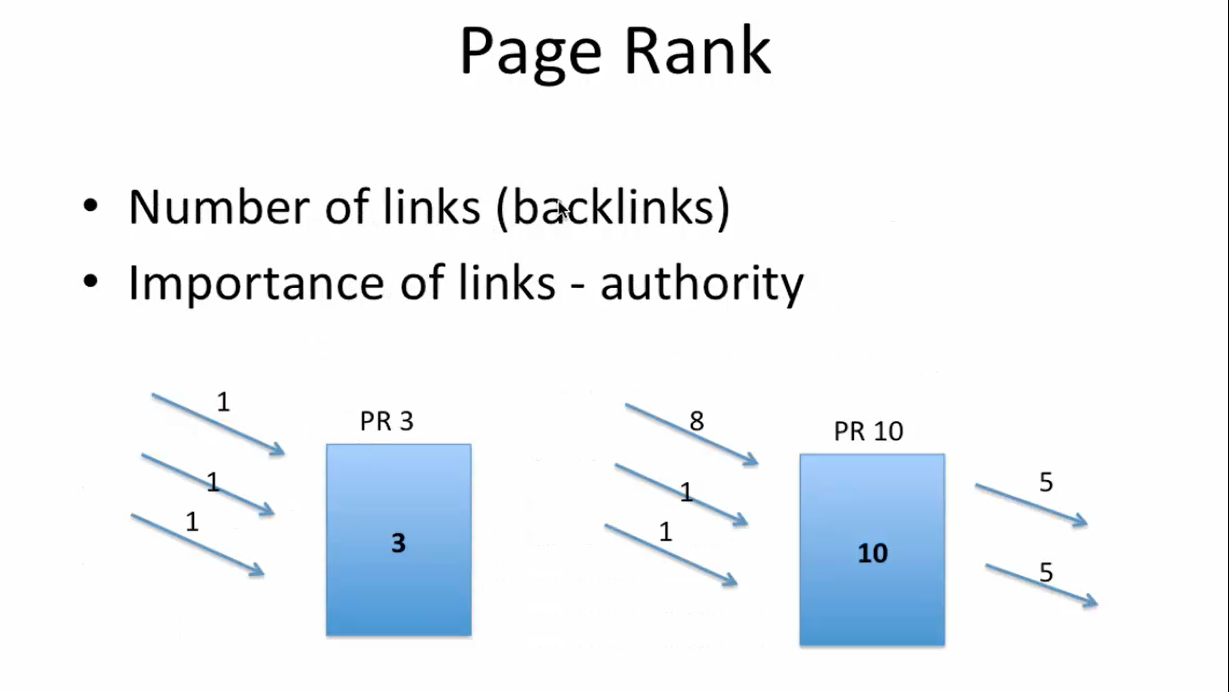 Page Rank
• Number of links (backlinks)
• Importance of links - authority
1
1
1
PR 3
3
8
1
1
PR 10
10
5
5